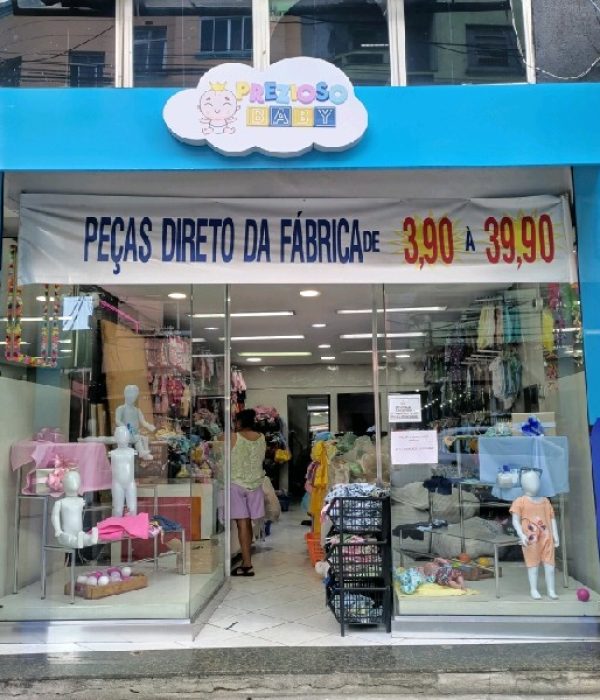 PREZIOSO
BABY
PEÇAS DIRETO DA FÁBRICA DE 3,90 À 39,90